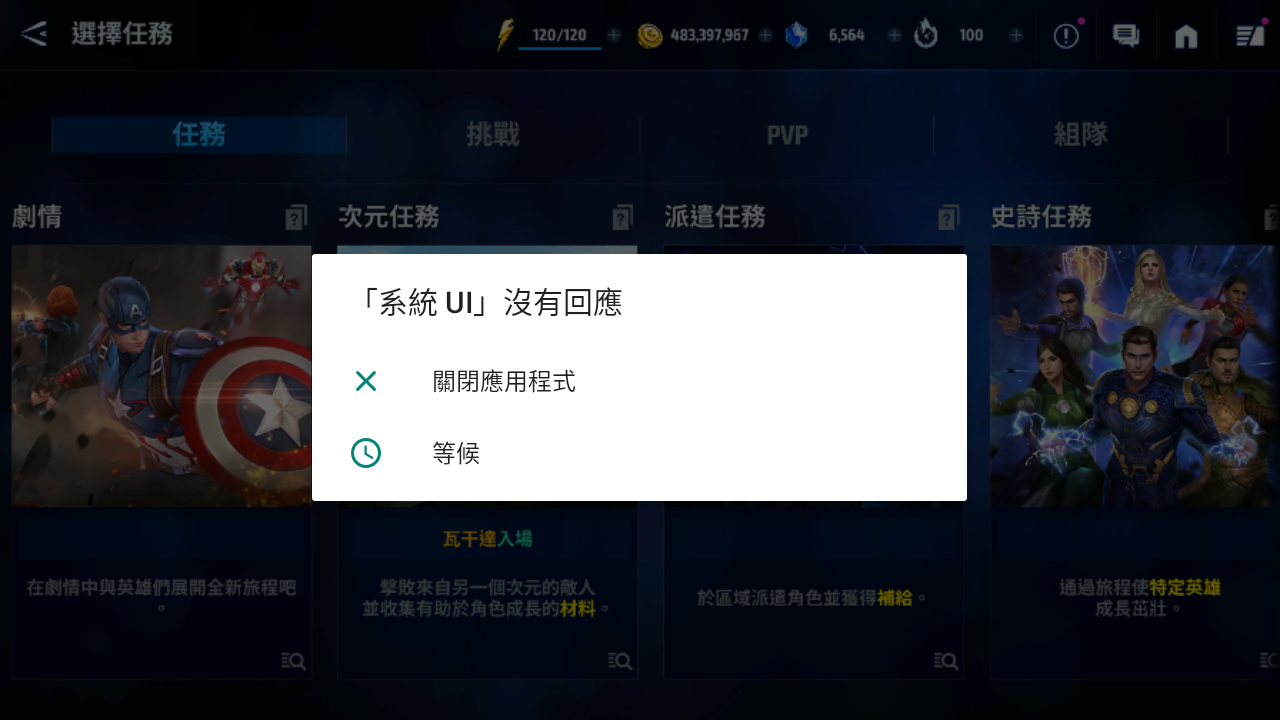 選擇任務
120/120
483,397,967
6,564
100
任務
挑戰
PVP
組隊
劇情
次元任務
派遣任務
史詩任務
「系統 UI」沒有回應
關閉應用程式
等候
在劇情中與英雄們展開全新旅程吧
。
瓦干達入場
擊敗來自另一個次元的敵人
並收集有助於角色成長的材料。
於區域派遣角色並獲得補給。
通過旅程使特定英雄
成長茁壯。